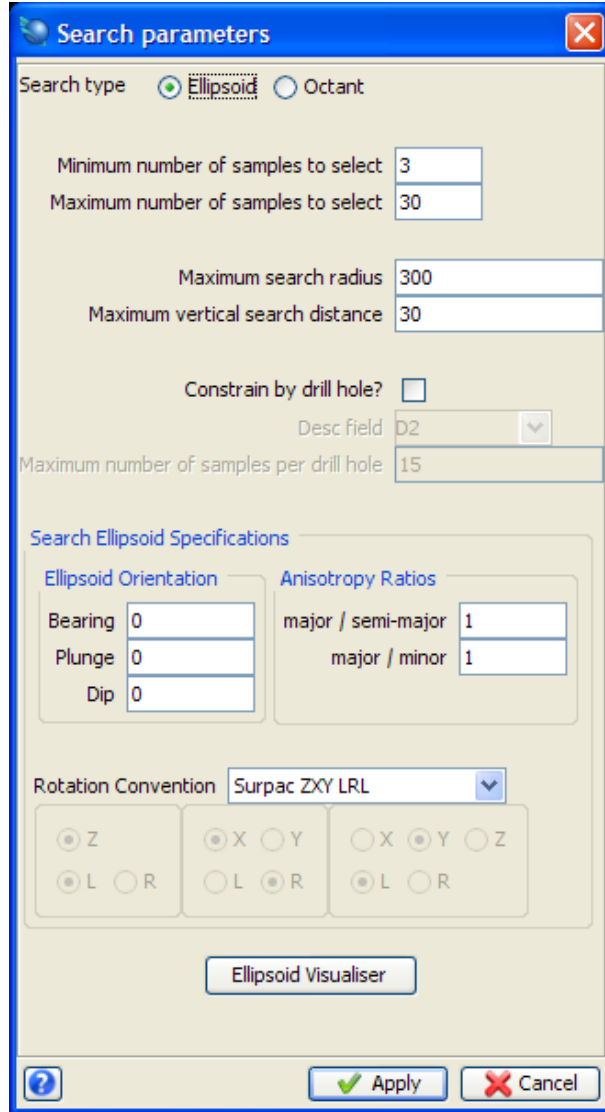 Search parameters
Search type Ellipsoid Octant
Minimum number of samples to select 3
Maximum number of samples to select 30
Maximum search radius 300
Maximum vertical search distance 30
Constrain by drill hole?
Desc field D2
Maximum number of samples per drill hole 15
Search Ellipsoid Specifications
Ellipsoid Orientation Anisotropy Ratios
Bearing 0 major / semi-major 1
Plunge 0 major / minor 1
Dip 0
Rotation Convention Surpac ZXY LRL
Z X Y X Y Z
L R L R L R
Ellipsoid Visualiser
? Apply Cancel